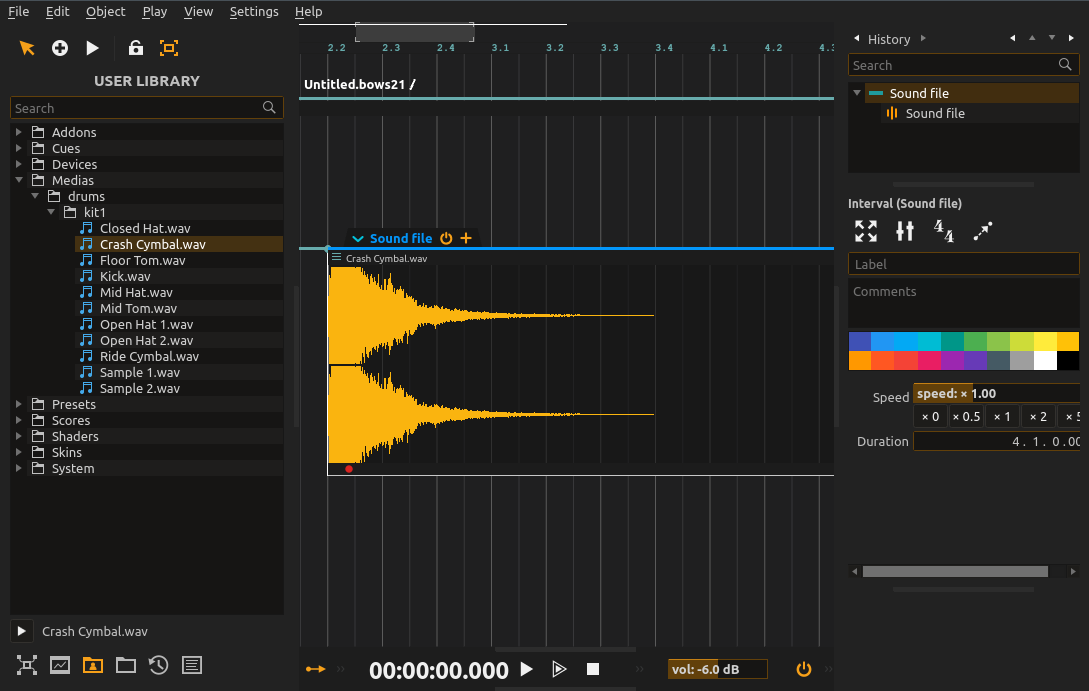 File Edit Object Play View Settings Help
USER LIBRARY
Search
Addons
Cues
Devices
Medias
drums
kit1
Closed Hat.wav
Crash Cymbal.wav
Floor Tom.wav
Kick.wav
Mid Hat.wav
Mid Tom.wav
Open Hat 1.wav
Open Hat 2.wav
Ride Cymbal.wav
Sample 1.wav
Sample 2.wav
Presets
Scores
Shaders
Skins
System
Crash Cymbal.wav
2.2 2.3 2.4 3.1 3.2 3.3 3.4 4.1 4.2 4.3
Untitled.bows21 /
Sound file
Crash Cymbal.wav
00:00:00.000
vol: -6.0 dB
History
Search
Sound file
Sound file
Interval (Sound file)
4/4
Label
Comments
Speed speed: × 1.00
× 0 × 0.5 × 1 × 2
Duration 4 . 1 . 0.00